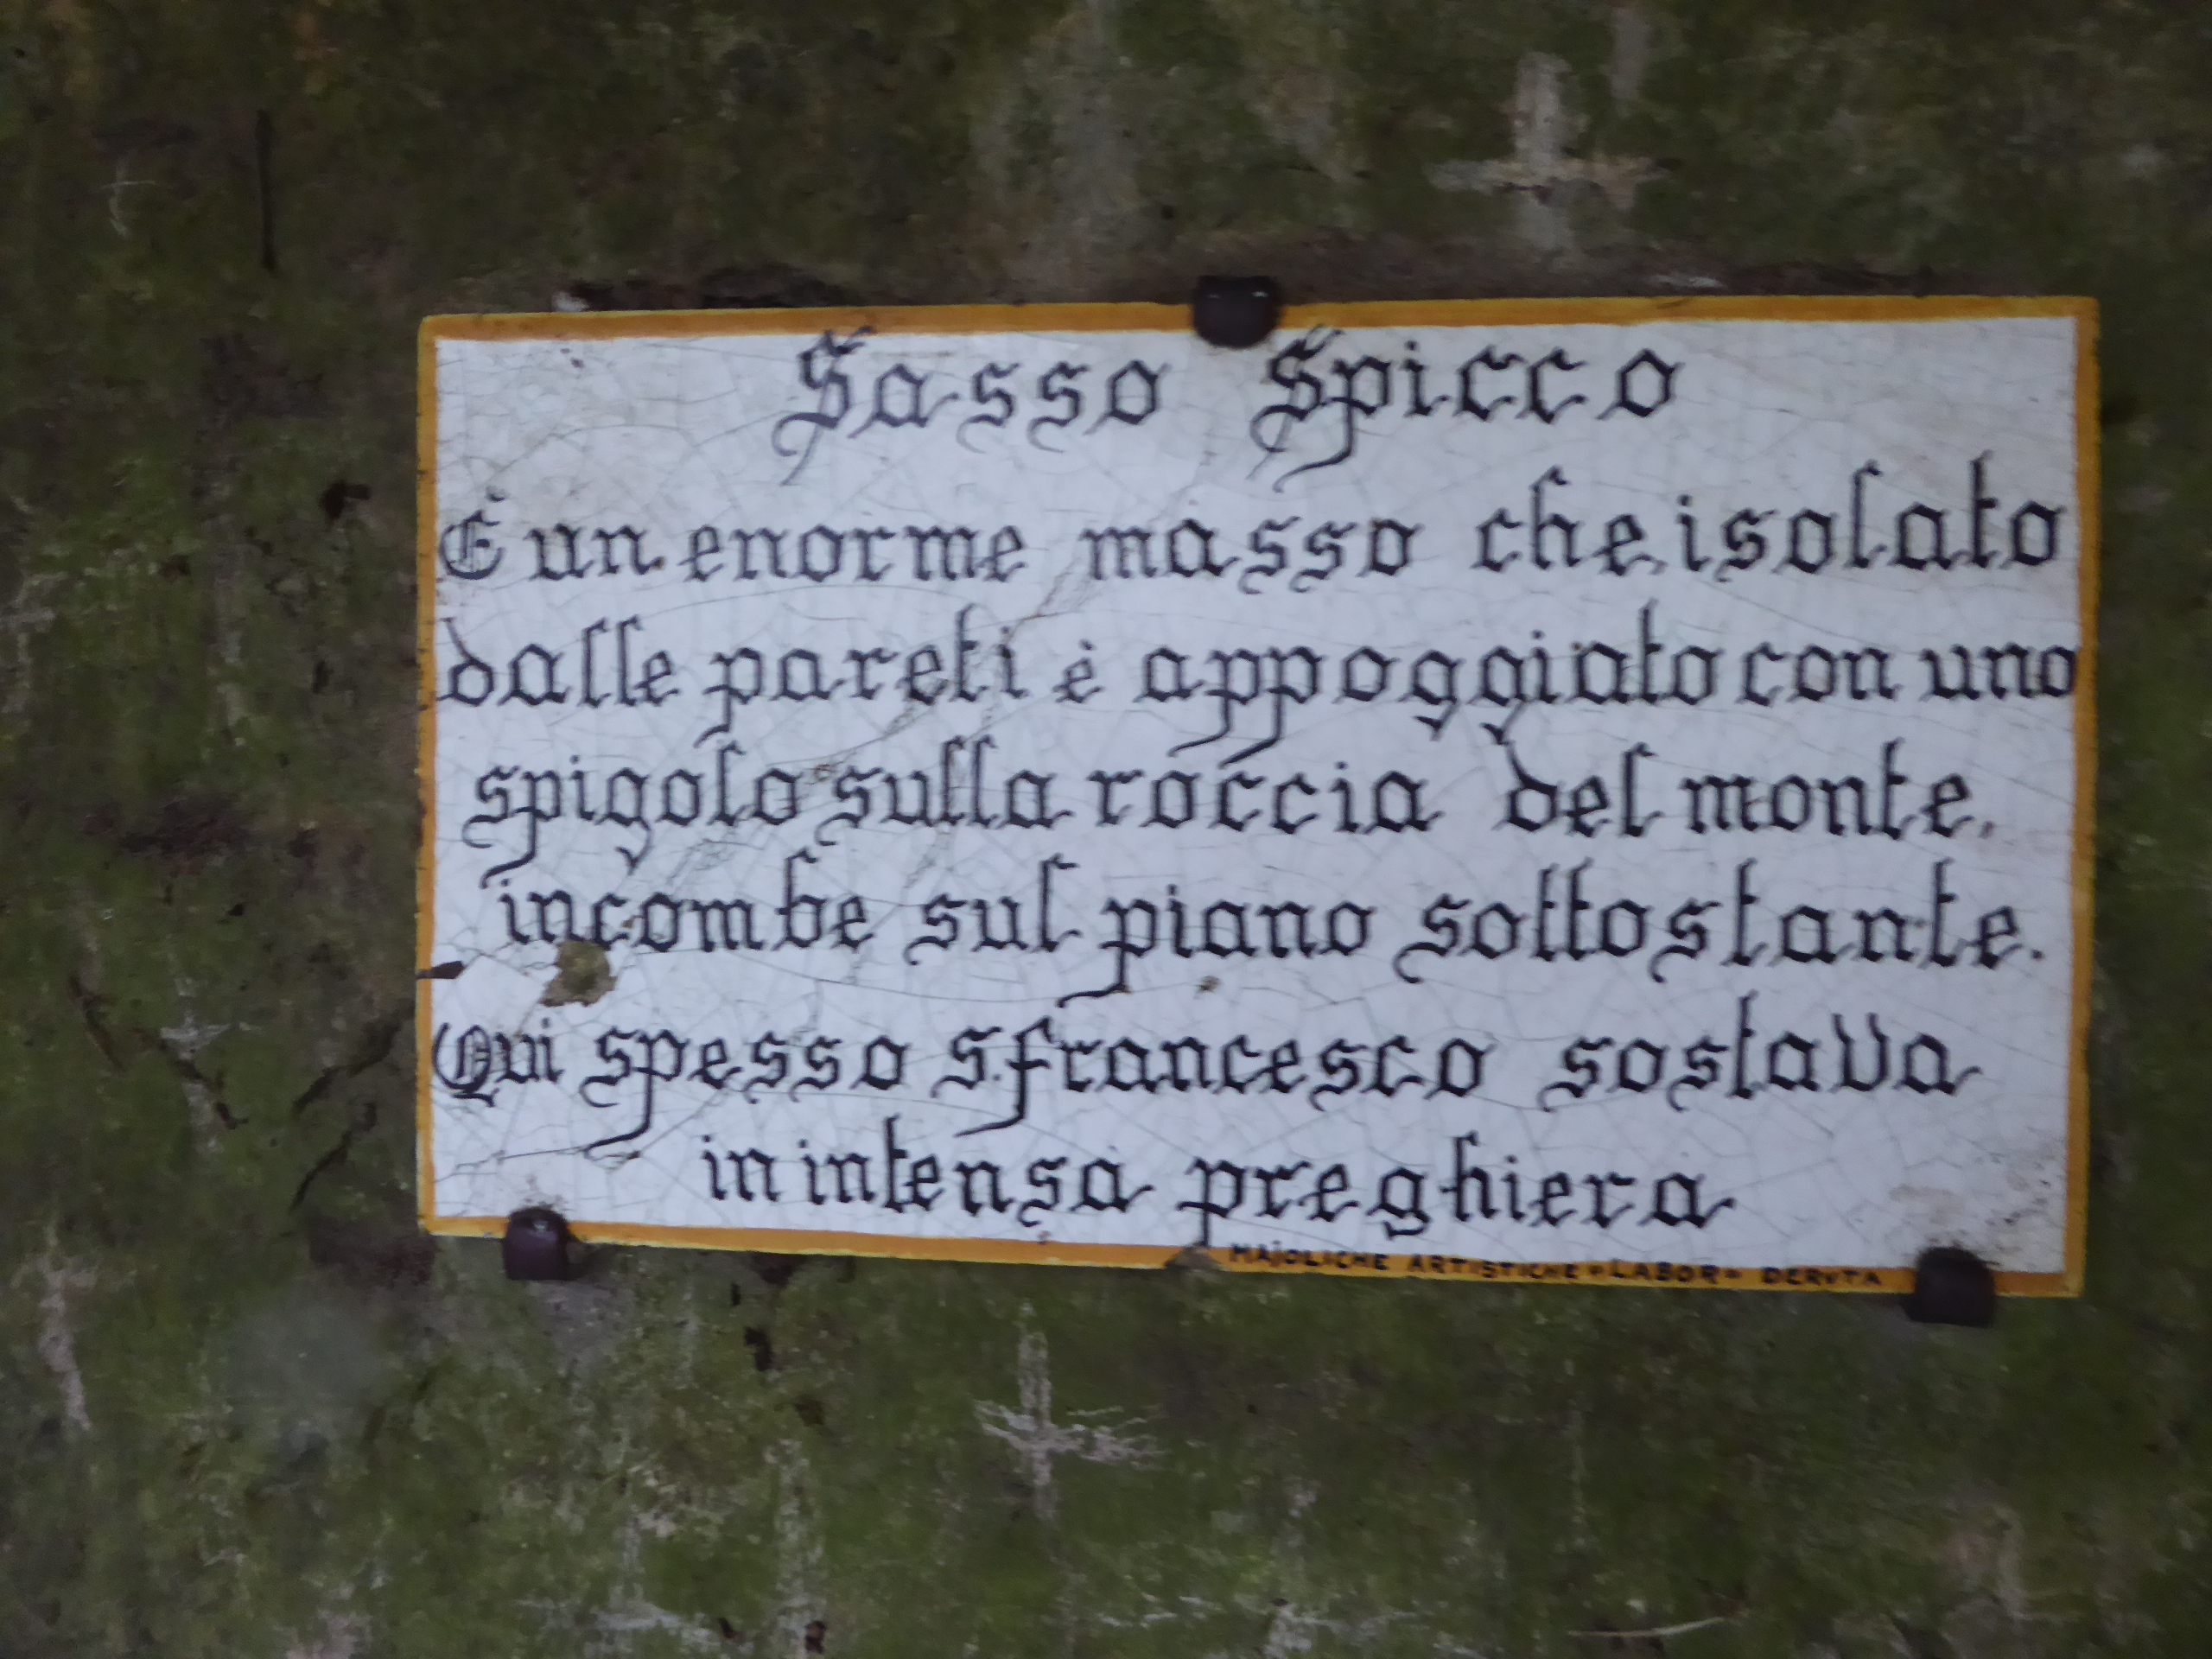 Sasso Spicco
È un enorme masso che, isolato
dalle pareti è appoggiato con uno
spigolo sulla roccia del monte,
incombe sul piano sottostante.
Qui spesso S. francesco sostava
in intensa preghiera
MAJOLICHE ARTISTICHE "LABOR" DERVTA